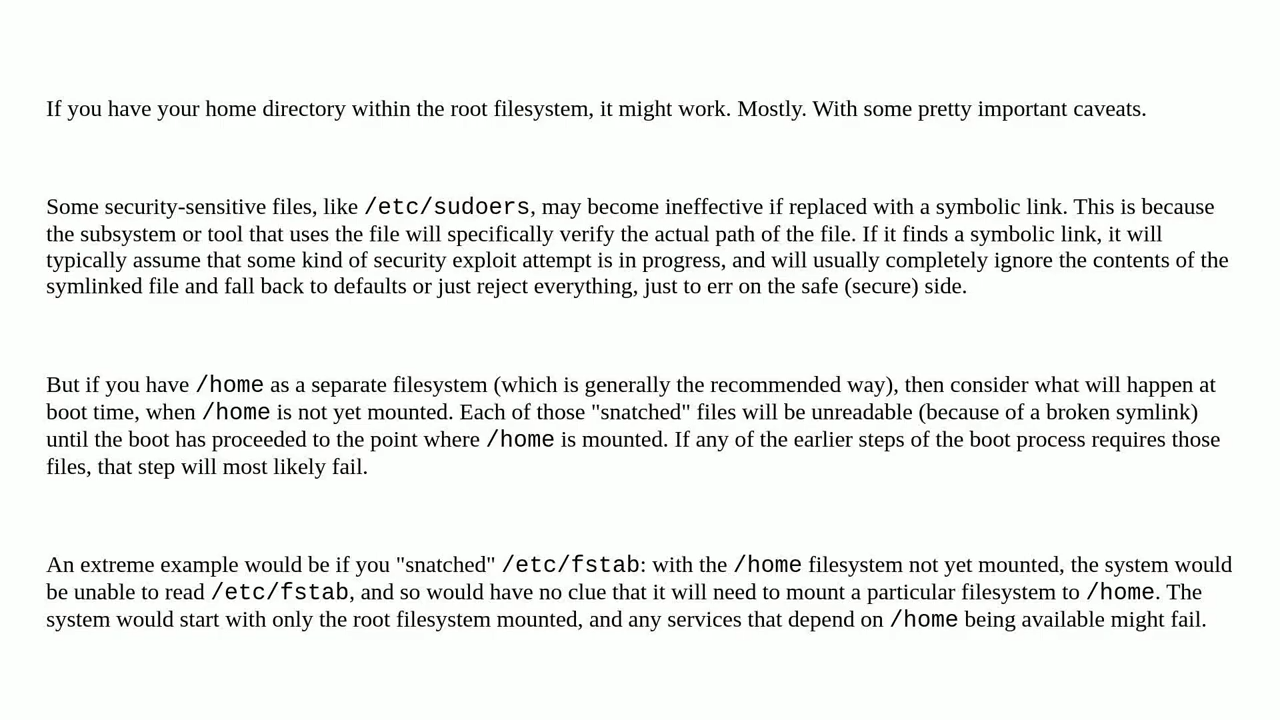 If you have your home directory within the root filesystem, it might work. Mostly. With some pretty important caveats.
Some security-sensitive files, like /etc/sudoers, may become ineffective if replaced with a symbolic link. This is because
the subsystem or tool that uses the file will specifically verify the actual path of the file. If it finds a symbolic link, it will
typically assume that some kind of security exploit attempt is in progress, and will usually completely ignore the contents of the
symlinked file and fall back to defaults or just reject everything, just to err on the safe (secure) side.
But if you have /home as a separate filesystem (which is generally the recommended way), then consider what will happen at
boot time, when /home is not yet mounted. Each of those "snatched" files will be unreadable (because of a broken symlink)
until the boot has proceeded to the point where /home is mounted. If any of the earlier steps of the boot process requires those
files, that step will most likely fail.
An extreme example would be if you "snatched" /etc/fstab: with the /home filesystem not yet mounted, the system would
be unable to read /etc/fstab, and so would have no clue that it will need to mount a particular filesystem to /home. The
system would start with only the root filesystem mounted, and any services that depend on /home being available might fail.